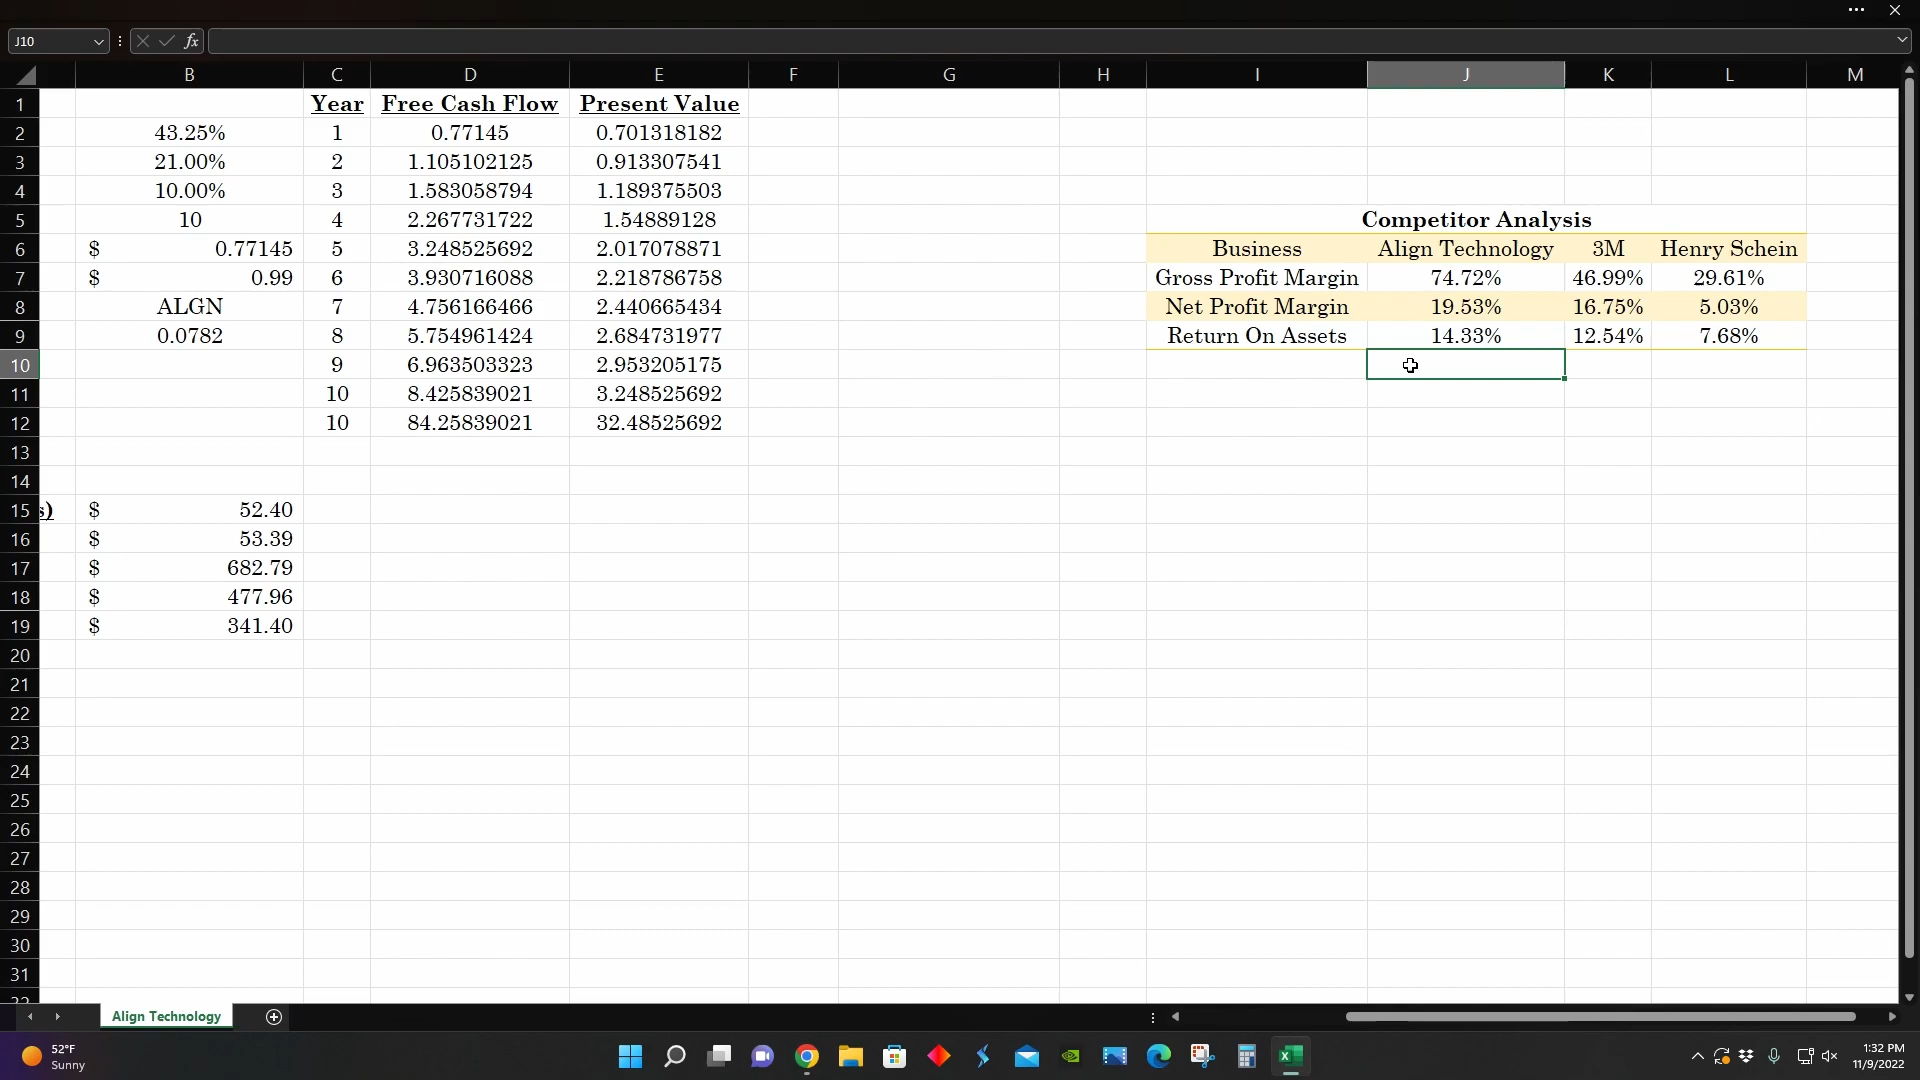 J10 fx
B C D E F G H I J K L M
1 Year Free Cash Flow Present Value
2 43.25% 1 0.77145 0.701318182
3 21.00% 2 1.105102125 0.913307541
4 10.00% 3 1.583058794 1.189375503
5 10 4 2.267731722 1.54889128 Competitor Analysis
6 $ 0.77145 5 3.248525692 2.017078871 Business Align Technology 3M Henry Schein
7 $ 0.99 6 3.930716088 2.218786758 Gross Profit Margin 74.72% 46.99% 29.61%
8 ALGN 7 4.756166466 2.440665434 Net Profit Margin 19.53% 16.75% 5.03%
9 0.0782 8 5.754961424 2.684731977 Return On Assets 14.33% 12.54% 7.68%
10 9 6.963503323 2.953205175
11 10 8.425839021 3.248525692
12 10 84.25839021 32.48525692
13
14
15 s) $ 52.40
16 $ 53.39
17 $ 682.79
18 $ 477.96
19 $ 341.40
20
21
22
23
24
25
26
27
28
29
30
31
Align Technology
52°F
Sunny
1:32 PM
11/9/2022